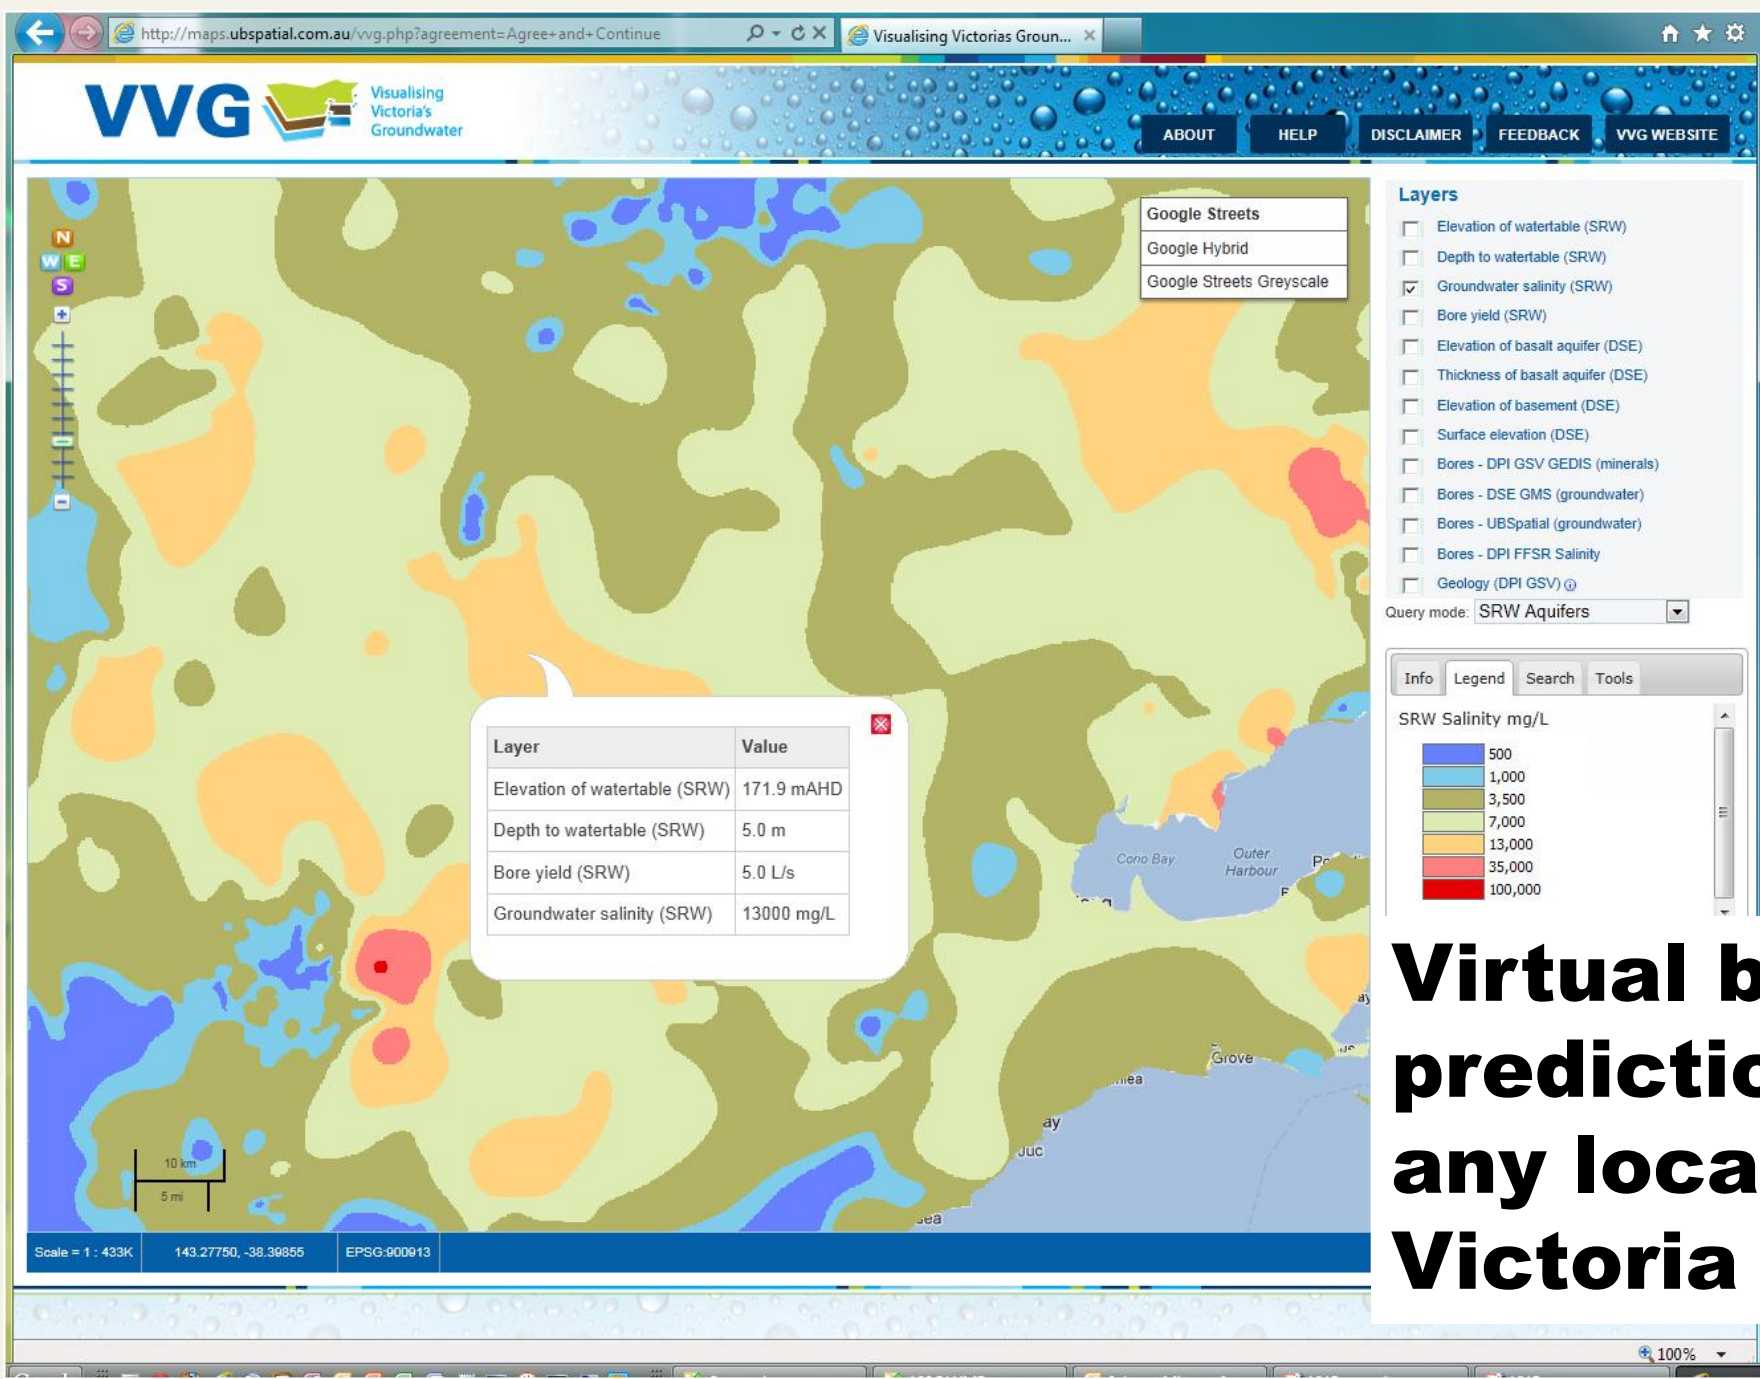 http://maps.ubspatial.com.au/vvg.php?agreement=Agree+and+Continue
Visualising Victorias Groun...
VVG
Visualising
Victoria's
Groundwater
ABOUT HELP DISCLAIMER FEEDBACK VVG WEBSITE
N
W E
S
Google Streets
Google Hybrid
Google Streets Greyscale
Layers
Elevation of watertable (SRW)
Depth to watertable (SRW)
Groundwater salinity (SRW)
Bore yield (SRW)
Elevation of basalt aquifer (DSE)
Thickness of basalt aquifer (DSE)
Elevation of basement (DSE)
Surface elevation (DSE)
Bores - DPI GSV GEDIS (minerals)
Bores - DSE GMS (groundwater)
Bores - UBSpatial (groundwater)
Bores - DPI FFSR Salinity
Geology (DPI GSV)
Query mode: SRW Aquifers
Info Legend Search Tools
SRW Salinity mg/L
500
1,000
3,500
7,000
13,000
35,000
100,000
Layer Value
Elevation of watertable (SRW) 171.9 mAHD
Depth to watertable (SRW) 5.0 m
Bore yield (SRW) 5.0 L/s
Groundwater salinity (SRW) 13000 mg/L
Corio Bay
Outer
Harbour
Grove
10 km
5 mi
Scale = 1 : 433K 143.27750, -38.39855 EPSG:900913
Virtual b
predictio
any loca
Victoria
100%